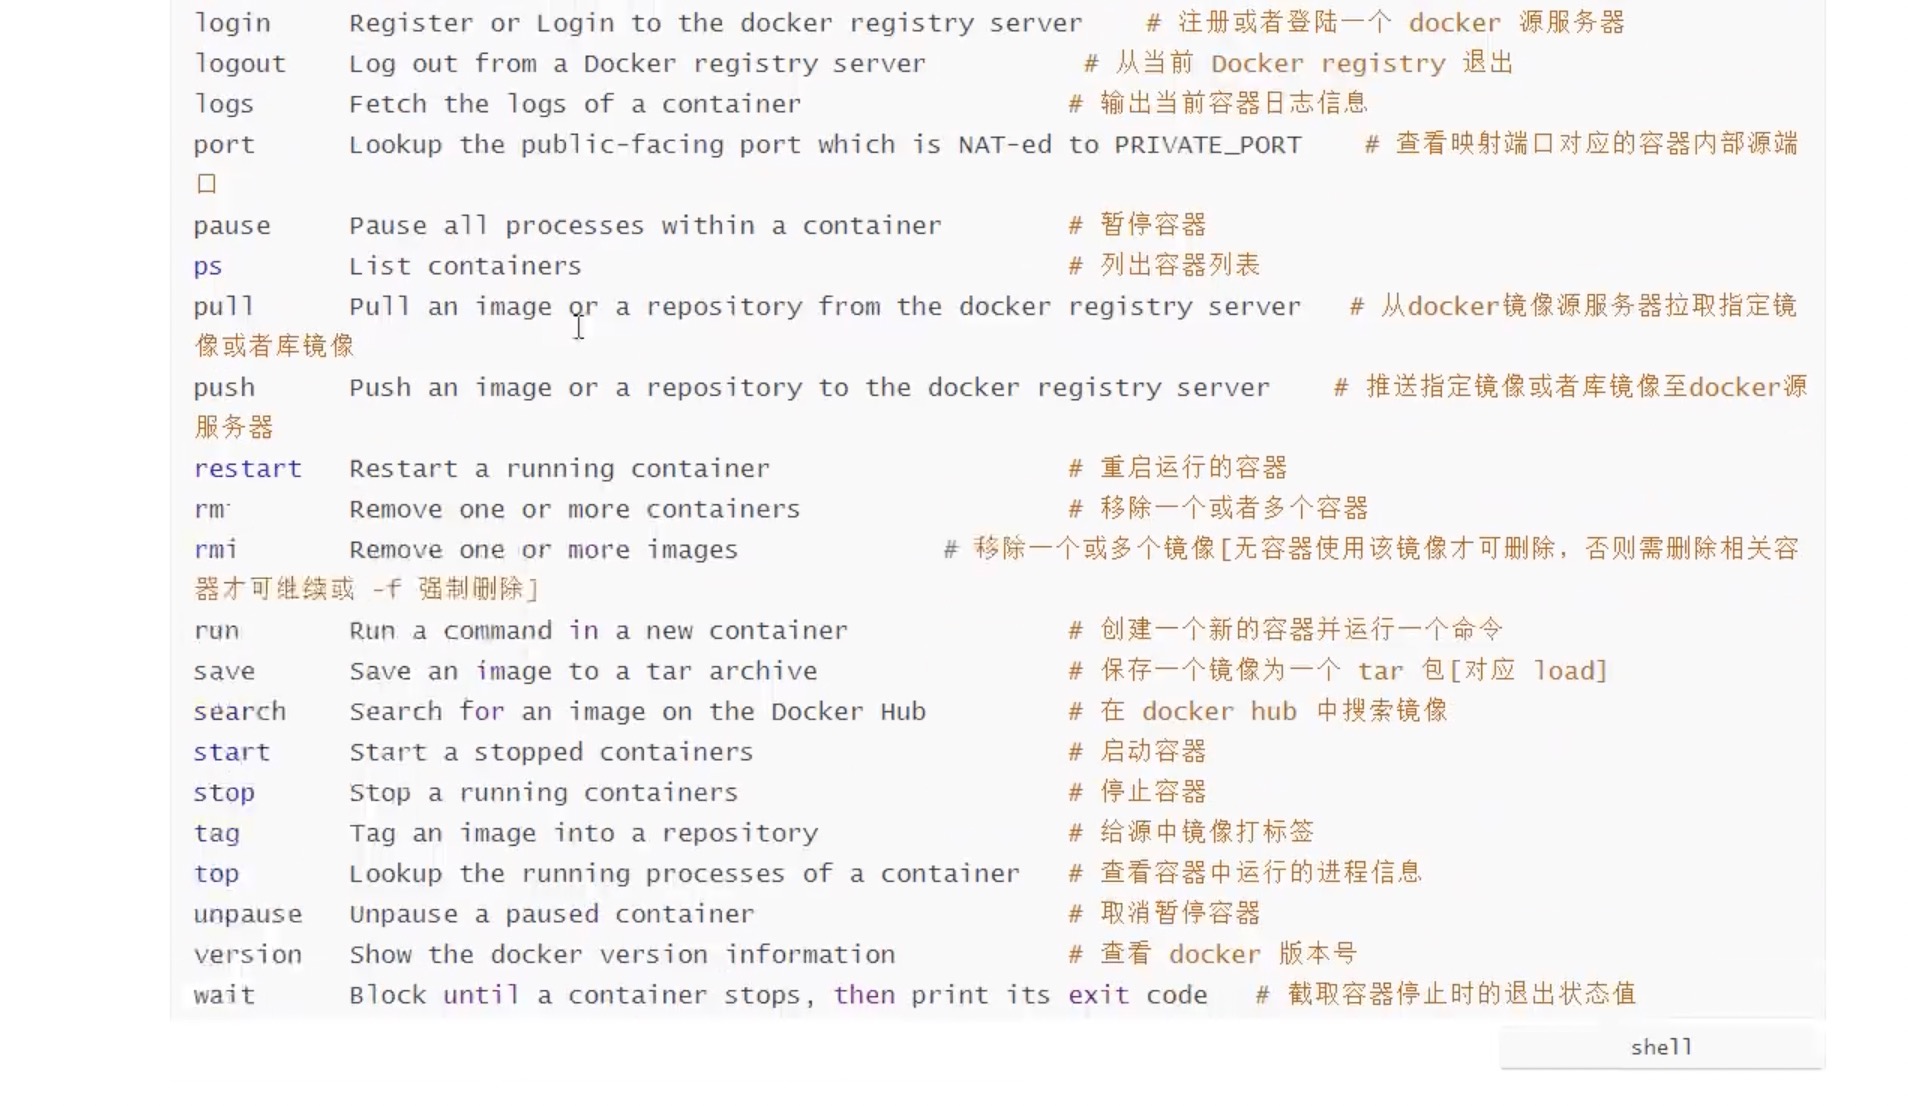 login     Register or Login to the docker registry server    # 注册或者登陆一个 docker 源服务器
logout    Log out from a Docker registry server          # 从当前 Docker registry 退出
logs      Fetch the logs of a container                 # 输出当前容器日志信息
port      Lookup the public-facing port which is NAT-ed to PRIVATE_PORT    # 查看映射端口对应的容器内部源端
口
pause     Pause all processes within a container        # 暂停容器
ps        List containers                               # 列出容器列表
pull      Pull an image or a repository from the docker registry server   # 从docker镜像源服务器拉取指定镜
像或者库镜像
push      Push an image or a repository to the docker registry server    # 推送指定镜像或者库镜像至docker源
服务器
restart   Restart a running container                   # 重启运行的容器
rm        Remove one or more containers                 # 移除一个或者多个容器
rmi       Remove one or more images             # 移除一个或多个镜像[无容器使用该镜像才可删除，否则需删除相关容
器才可继续或 -f 强制删除]
run       Run a command in a new container              # 创建一个新的容器并运行一个命令
save      Save an image to a tar archive                # 保存一个镜像为一个 tar 包[对应 load]
search    Search for an image on the Docker Hub         # 在 docker hub 中搜索镜像
start     Start a stopped containers                    # 启动容器
stop      Stop a running containers                     # 停止容器
tag       Tag an image into a repository                # 给源中镜像打标签
top       Lookup the running processes of a container   # 查看容器中运行的进程信息
unpause   Unpause a paused container                    # 取消暂停容器
version   Show the docker version information           # 查看 docker 版本号
wait      Block until a container stops, then print its exit code   # 截取容器停止时的退出状态值
shell